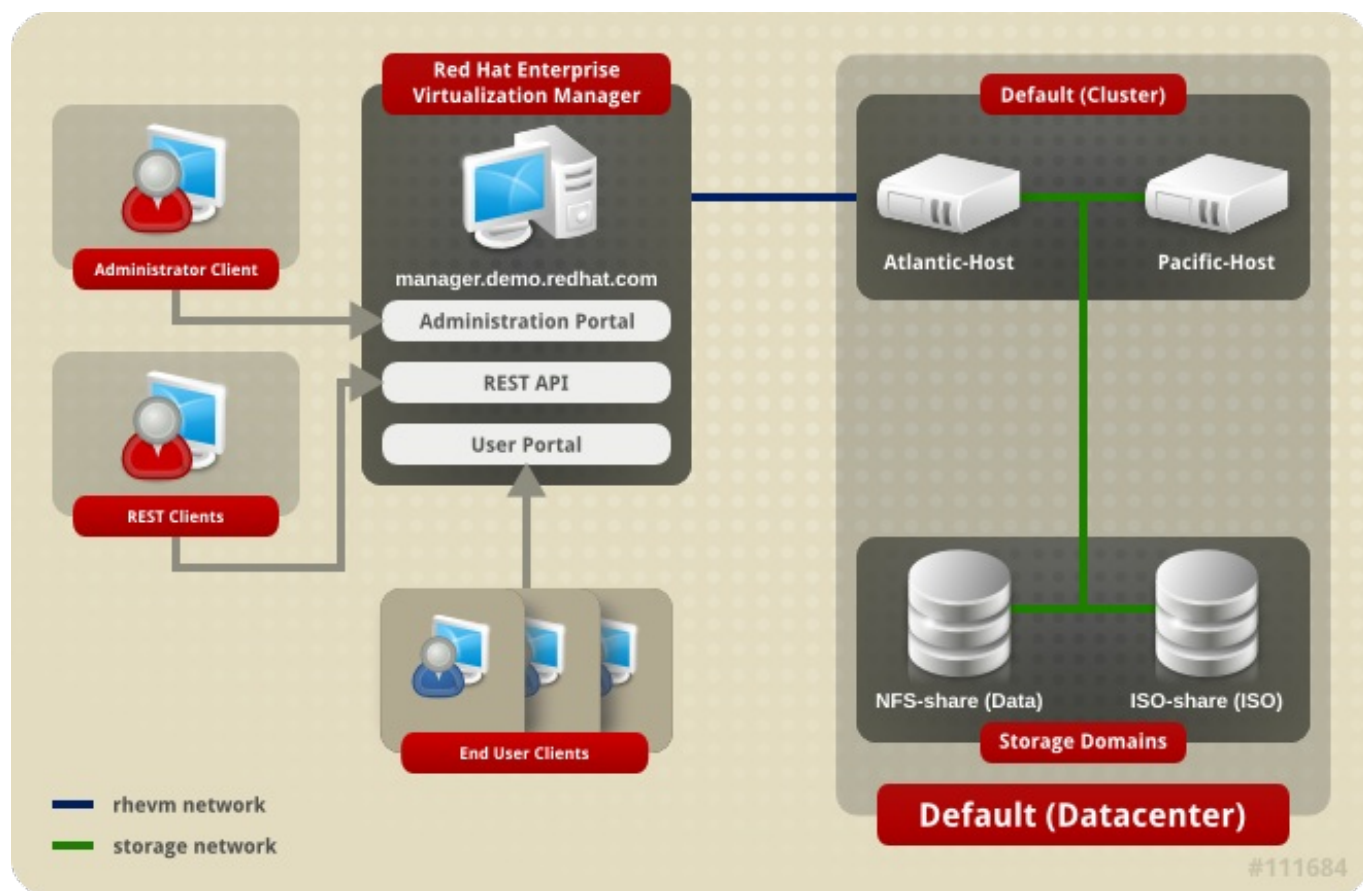 Red Hat Enterprise
Virtualization Manager
Default (Cluster)
Administrator Client
manager.demo.redhat.com
Atlantic-Host
Pacific-Host
Administration Portal
REST API
User Portal
REST Clients
End User Clients
NFS-share (Data)
ISO-share (ISO)
Storage Domains
Default (Datacenter)
rhevm network
storage network
#111684